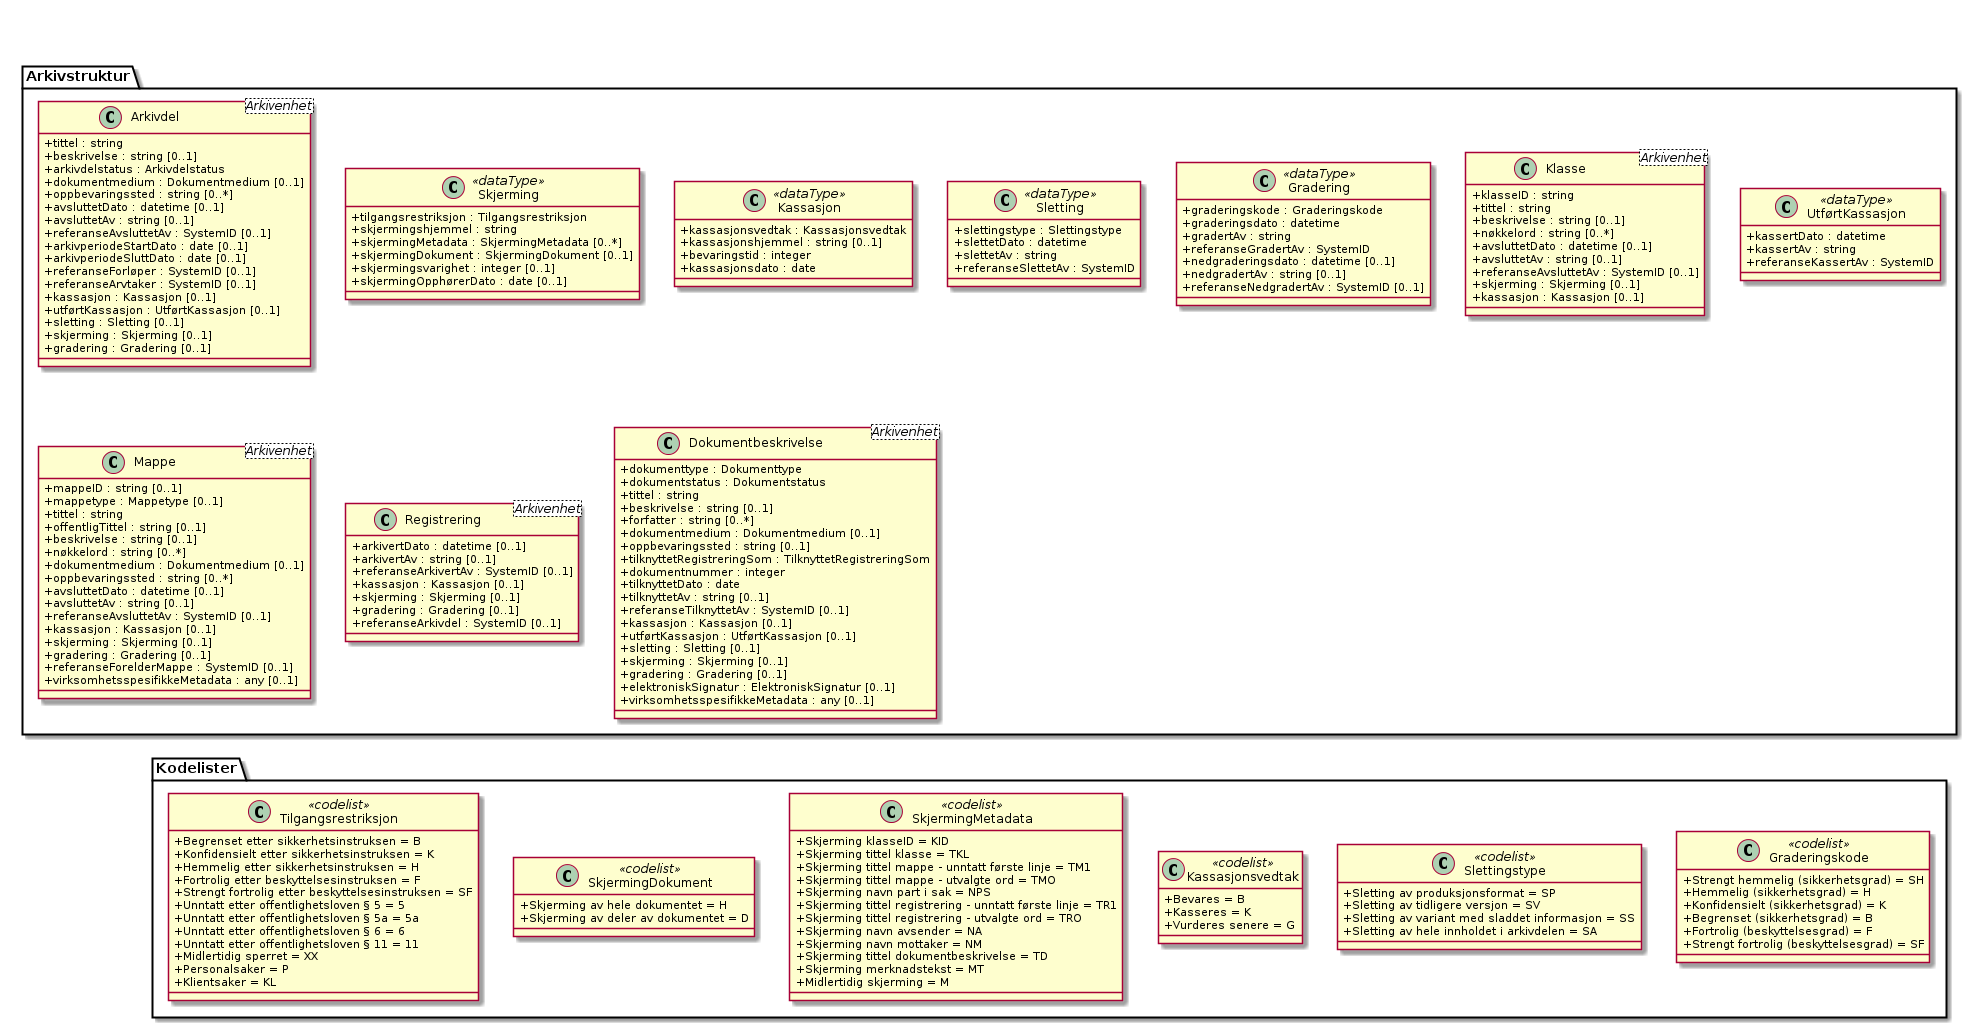 Arkivstruktur
Arkivdel
Arkivenhet
+tittel : string
+beskrivelse : string [0..1]
+arkivdelstatus : Arkivdelstatus
+dokumentmedium : Dokumentmedium [0..1]
+oppbevaringssted : string [0..*]
+avsluttetDato : datetime [0..1]
+avsluttetAv : string [0..1]
+referanseAvsluttetAv : SystemID [0..1]
+arkivperiodeStartDato : date [0..1]
+arkivperiodeSluttDato : date [0..1]
+referanseForløper : SystemID [0..1]
+referanseArvtaker : SystemID [0..1]
+kassasjon : Kassasjon [0..1]
+utførtKassasjon : UtførtKassasjon [0..1]
+sletting : Sletting [0..1]
+skjerming : Skjerming [0..1]
+gradering : Gradering [0..1]
«dataType»
Skjerming
+tilgangsrestriksjon : Tilgangsrestriksjon
+skjermingshjemmel : string
+skjermingMetadata : SkjermingMetadata [0..*]
+skjermingDokument : SkjermingDokument [0..1]
+skjermingsvarighet : integer [0..1]
+skjermingOpphørerDato : date [0..1]
«dataType»
Kassasjon
+kassasjonsvedtak : Kassasjonsvedtak
+kassasjonshjemmel : string [0..1]
+bevaringstid : integer
+kassasjonsdato : date
«dataType»
Sletting
+slettingstype : Slettingstype
+slettetDato : datetime
+slettetAv : string
+referanseSlettetAv : SystemID
«dataType»
Gradering
+graderingskode : Graderingskode
+graderingsdato : datetime
+gradertAv : string
+referanseGradertAv : SystemID
+nedgraderingsdato : datetime [0..1]
+nedgradertAv : string [0..1]
+referanseNedgradertAv : SystemID [0..1]
Klasse
Arkivenhet
+klasseID : string
+tittel : string
+beskrivelse : string [0..1]
+nøkkelord : string [0..*]
+avsluttetDato : datetime [0..1]
+avsluttetAv : string [0..1]
+referanseAvsluttetAv : SystemID [0..1]
+skjerming : Skjerming [0..1]
+kassasjon : Kassasjon [0..1]
«dataType»
UtførtKassasjon
+kassertDato : datetime
+kassertAv : string
+referanseKassertAv : SystemID
Mappe
Arkivenhet
+mappeID : string [0..1]
+mappetype : Mappetype [0..1]
+tittel : string
+offentligTittel : string [0..1]
+beskrivelse : string [0..1]
+nøkkelord : string [0..*]
+dokumentmedium : Dokumentmedium [0..1]
+oppbevaringssted : string [0..*]
+avsluttetDato : datetime [0..1]
+avsluttetAv : string [0..1]
+referanseAvsluttetAv : SystemID [0..1]
+kassasjon : Kassasjon [0..1]
+skjerming : Skjerming [0..1]
+gradering : Gradering [0..1]
+referanseForelderMappe : SystemID [0..1]
+virksomhetsspesifikkeMetadata : any [0..1]
Registrering
Arkivenhet
+arkivertDato : datetime [0..1]
+arkivertAv : string [0..1]
+referanseArkivertAv : SystemID [0..1]
+kassasjon : Kassasjon [0..1]
+skjerming : Skjerming [0..1]
+gradering : Gradering [0..1]
+referanseArkivdel : SystemID [0..1]
Dokumentbeskrivelse
Arkivenhet
+dokumenttype : Dokumenttype
+dokumentstatus : Dokumentstatus
+tittel : string
+beskrivelse : string [0..1]
+forfatter : string [0..*]
+dokumentmedium : Dokumentmedium [0..1]
+oppbevaringssted : string [0..1]
+tilknyttetRegistreringSom : TilknyttetRegistreringSom
+dokumentnummer : integer
+tilknyttetDato : date
+tilknyttetAv : string [0..1]
+referanseTilknyttetAv : SystemID [0..1]
+kassasjon : Kassasjon [0..1]
+utførtKassasjon : UtførtKassasjon [0..1]
+sletting : Sletting [0..1]
+skjerming : Skjerming [0..1]
+gradering : Gradering [0..1]
+elektroniskSignatur : ElektroniskSignatur [0..1]
+virksomhetsspesifikkeMetadata : any [0..1]
Kodelister
«codelist»
Tilgangsrestriksjon
+Begrenset etter sikkerhetsinstruksen = B
+Konfidensielt etter sikkerhetsinstruksen = K
+Hemmelig etter sikkerhetsinstruksen = H
+Fortrolig etter beskyttelsesinstruksen = F
+Strengt fortrolig etter beskyttelsesinstruksen = SF
+Unntatt etter offentlighetsloven § 5 = 5
+Unntatt etter offentlighetsloven § 5a = 5a
+Unntatt etter offentlighetsloven § 6 = 6
+Unntatt etter offentlighetsloven § 11 = 11
+Midlertidig sperret = XX
+Personalsaker = P
+Klientsaker = KL
«codelist»
SkjermingDokument
+Skjerming av hele dokumentet = H
+Skjerming av deler av dokumentet = D
«codelist»
SkjermingMetadata
+Skjerming klasseID = KID
+Skjerming tittel klasse = TKL
+Skjerming tittel mappe - unntatt første linje = TM1
+Skjerming tittel mappe - utvalgte ord = TMO
+Skjerming navn part i sak = NPS
+Skjerming tittel registrering - unntatt første linje = TR1
+Skjerming tittel registrering - utvalgte ord = TRO
+Skjerming navn avsender = NA
+Skjerming navn mottaker = NM
+Skjerming tittel dokumentbeskrivelse = TD
+Skjerming merknadstekst = MT
+Midlertidig skjerming = M
«codelist»
Kassasjonsvedtak
+Bevares = B
+Kasseres = K
+Vurderes senere = G
«codelist»
Slettingstype
+Sletting av produksjonsformat = SP
+Sletting av tidligere versjon = SV
+Sletting av variant med sladdet informasjon = SS
+Sletting av hele innholdet i arkivdelen = SA
«codelist»
Graderingskode
+Strengt hemmelig (sikkerhetsgrad) = SH
+Hemmelig (sikkerhetsgrad) = H
+Konfidensielt (sikkerhetsgrad) = K
+Begrenset (sikkerhetsgrad) = B
+Fortrolig (beskyttelsesgrad) = F
+Strengt fortrolig (beskyttelsesgrad) = SF